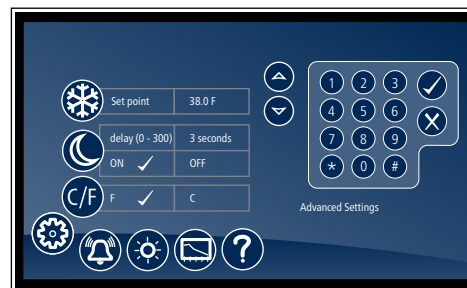 Set point 38.0 F
delay (0 - 300) 3 seconds
ON ✓ OFF
C/F F ✓ C
1 2 3
4 5 6
7 8 9
* 0 #
Advanced Settings
?